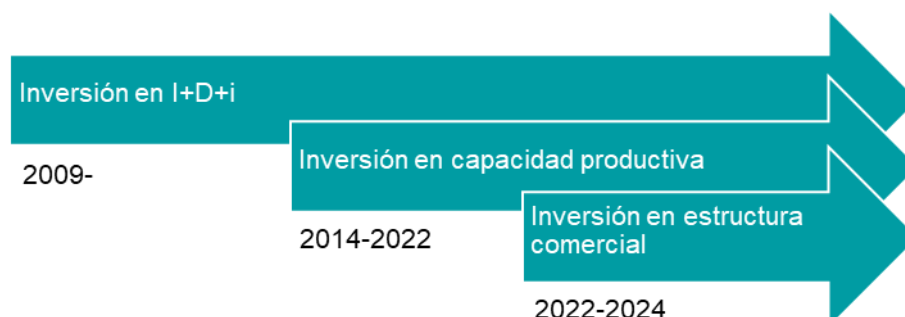 Inversión en I+D+i
2009-
Inversión en capacidad productiva
2014-2022
Inversión en estructura
comercial
2022-2024